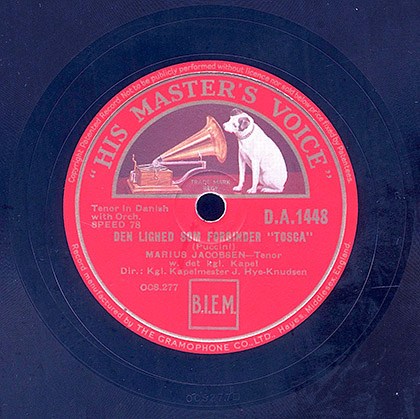 Copyright. Patented Record. Not to be publicly performed without licence nor sold below price fixed by Patentees.
"HIS MASTER'S VOICE"
TRADE MARK
REGD.
Tenor in Danish
with Orch.
SPEED 78
D.A.1448
DEN LIGHED SOM FORBINDER "TOSCA"
(Puccini)
MARIUS JACOBSEN—Tenor
w. det kgl. Kapel
Dir.: Kgl. Kapelmester J. Hye-Knudsen
OCS.277
B.I.E.M.
Record manufactured by THE GRAMOPHONE CO. LTD. Hayes, Middlesex, England.